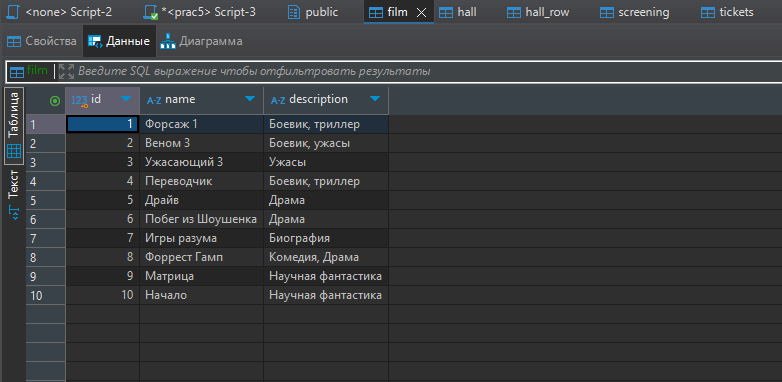 <none> Script-2 *<prac5> Script-3 public film hall hall_row screening tickets
Свойства Данные Диаграмма
film Введите SQL выражение чтобы отфильтровать результаты
Таблица
Текст
123 id A-Z name A-Z description
1 1 Форсаж 1 Боевик, триллер
2 2 Веном 3 Боевик, ужасы
3 3 Ужасающий 3 Ужасы
4 4 Переводчик Боевик, триллер
5 5 Драйв Драма
6 6 Побег из Шоушенка Драма
7 7 Игры разума Биография
8 8 Форрест Гамп Комедия, Драма
9 9 Матрица Научная фантастика
10 10 Начало Научная фантастика